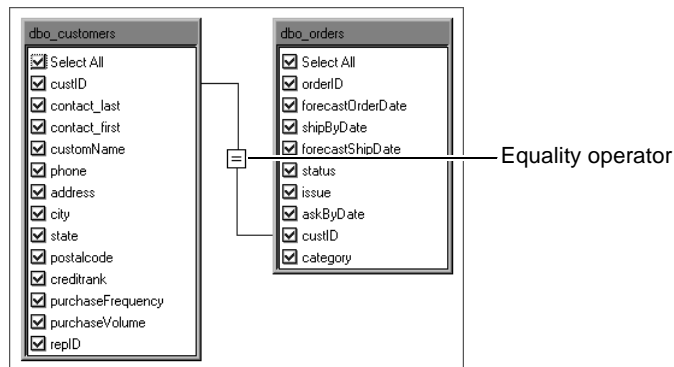 dbo_customers
Select All
custID
contact_last
contact_first
customName
phone
address
city
state
postalcode
creditrank
purchaseFrequency
purchaseVolume
repID
dbo_orders
Select All
orderID
forecastOrderDate
shipByDate
forecastShipDate
status
issue
askByDate
custID
category
=
Equality operator